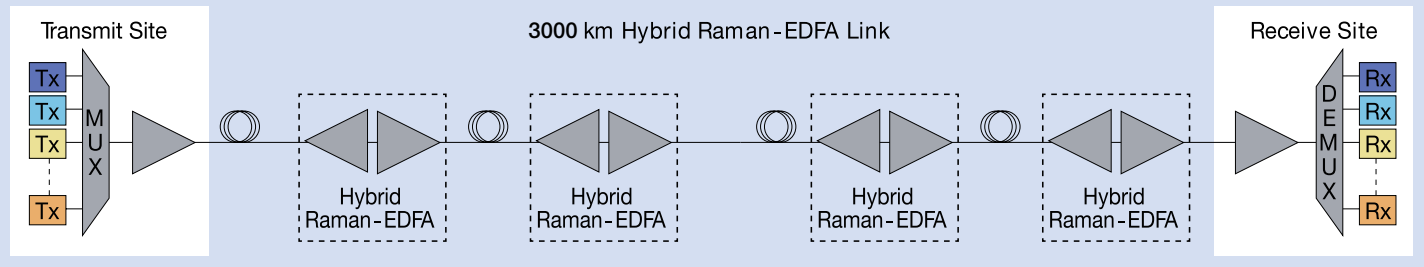 Transmit Site
3000 km Hybrid Raman-EDFA Link
Receive Site
Tx
Tx
Tx
Tx
MUX
Hybrid
Raman-EDFA
Hybrid
Raman-EDFA
Hybrid
Raman-EDFA
Hybrid
Raman-EDFA
DEMUX
Rx
Rx
Rx
Rx